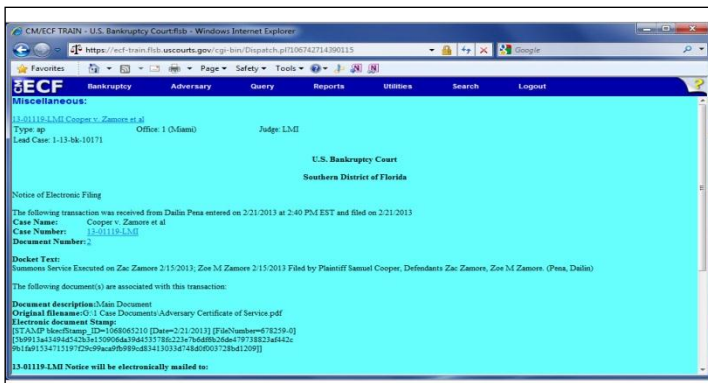 CM/ECF TRAIN - U.S. Bankruptcy Court:flsb - Windows Internet Explorer
https://ecf-train.flsb.uscourts.gov/cgi-bin/Dispatch.pl?106742714390115
Google
Favorites Page Safety Tools
CM/ECF Bankruptcy Adversary Query Reports Utilities Search Logout ?
Miscellaneous:
13-01119-LMI Cooper v. Zamore et al
Type: ap Office: 1 (Miami) Judge: LMI
Lead Case: 1-13-bk-10171
U.S. Bankruptcy Court
Southern District of Florida
Notice of Electronic Filing
The following transaction was received from Dailin Pena entered on 2/21/2013 at 2:40 PM EST and filed on 2/21/2013
Case Name: Cooper v. Zamore et al
Case Number: 13-01119-LMI
Document Number: 2
Docket Text:
Summons Service Executed on Zac Zamore 2/15/2013; Zoe M Zamore 2/15/2013 Filed by Plaintiff Samuel Cooper, Defendants Zac Zamore, Zoe M Zamore. (Pena, Dailin)
The following document(s) are associated with this transaction:
Document description:Main Document
Original filename:G:\1 Case Documents\Adversary Certificate of Service.pdf
Electronic document Stamp:
[STAMP bkecfStamp_ID=1068065210 [Date=2/21/2013] [FileNumber=678259-0]
13-01119-LMI Notice will be electronically mailed to: